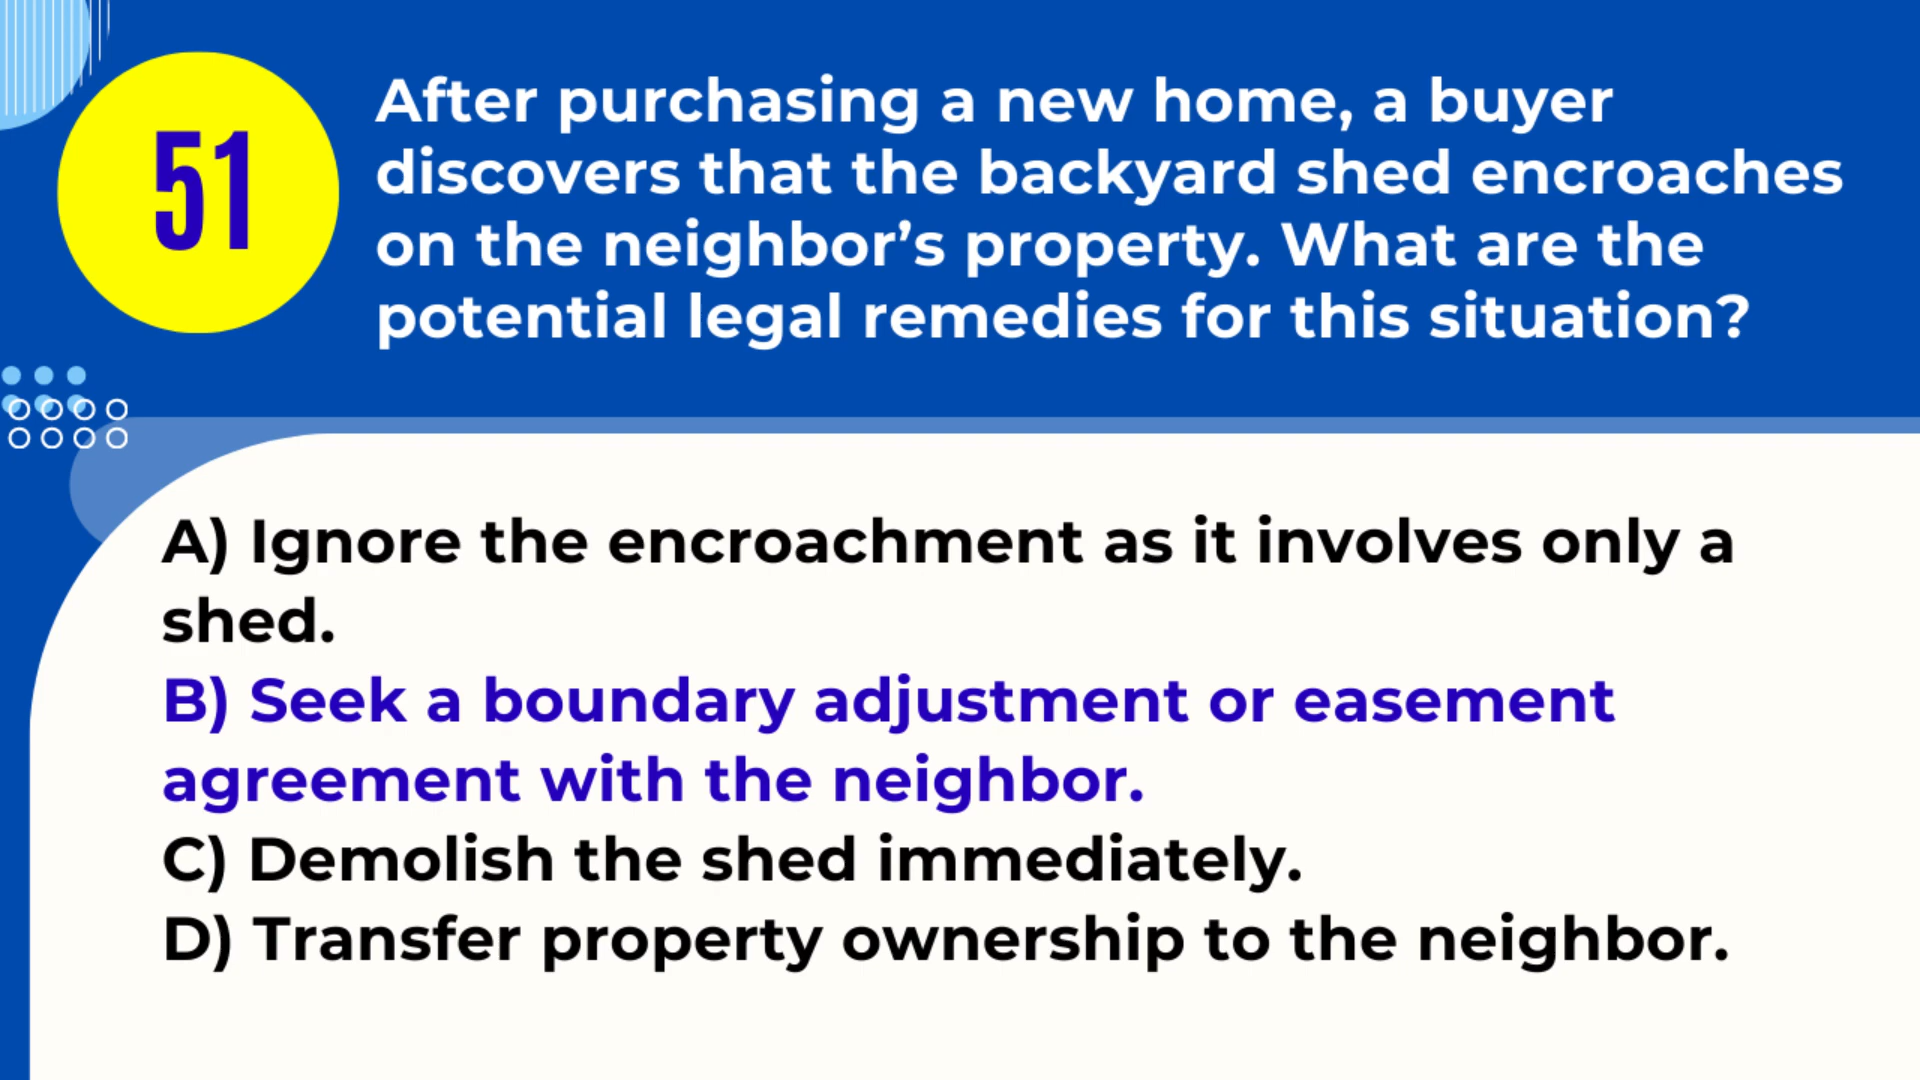 51
After purchasing a new home, a buyer
discovers that the backyard shed encroaches
on the neighbor’s property. What are the
potential legal remedies for this situation?
A) Ignore the encroachment as it involves only a
shed.
B) Seek a boundary adjustment or easement
agreement with the neighbor.
C) Demolish the shed immediately.
D) Transfer property ownership to the neighbor.